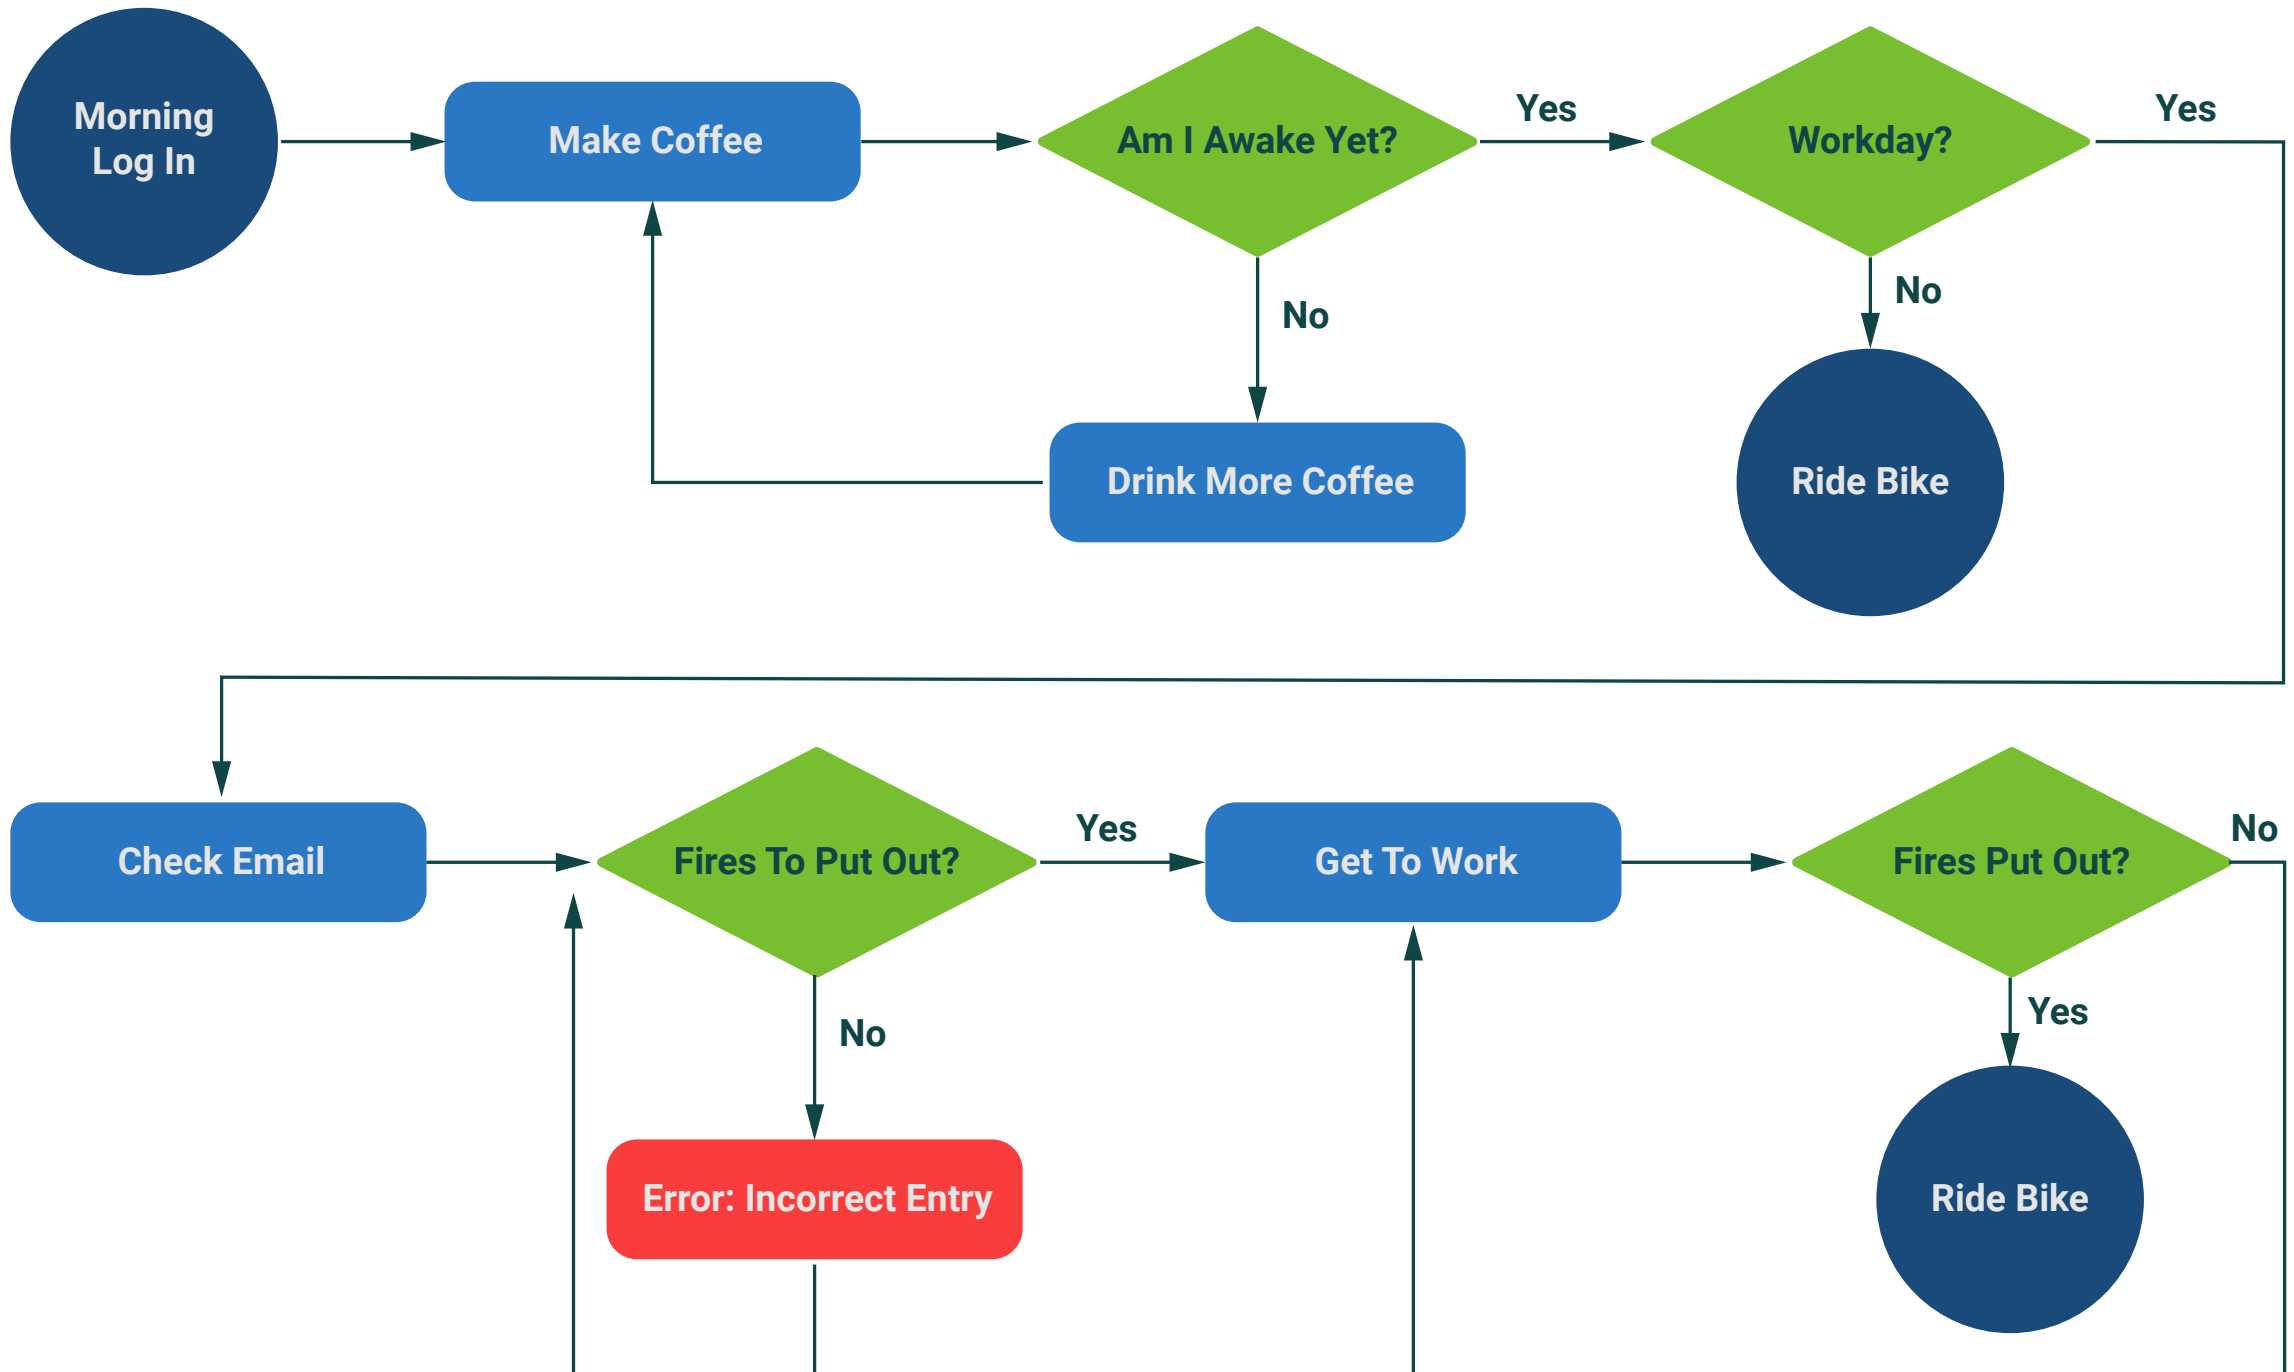 Morning
Log In
Make Coffee
Am I Awake Yet?
Yes
Workday?
Yes
No
No
Drink More Coffee
Ride Bike
Check Email
Fires To Put Out?
Yes
Get To Work
Fires Put Out?
No
No
Yes
Error: Incorrect Entry
Ride Bike